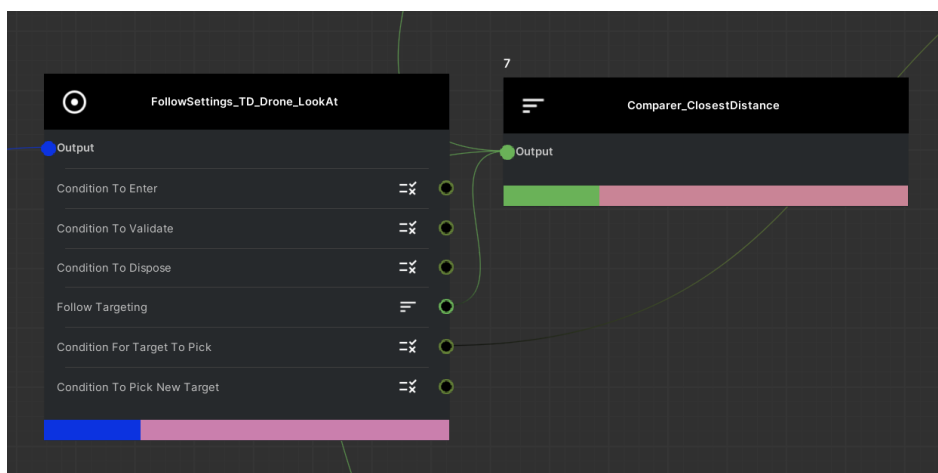 FollowSettings_TD_Drone_LookAt
Output
Condition To Enter
Condition To Validate
Condition To Dispose
Follow Targeting
Condition For Target To Pick
Condition To Pick New Target
7
Comparer_ClosestDistance
Output